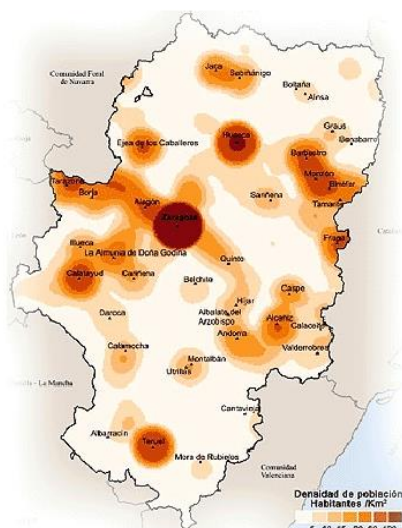 Comunidad Foral
de Navarra
Jaca
Sabiñánigo
Boltaña
Ainsa
Graus
Benabarre
Ejea de los Caballeros
Huesca
Barbastro
Monzón
Binéfar
Tamarite
Tarazona
Borja
Alagón
Zaragoza
Sariñena
Fraga
Illueca
La Almunia de Doña Godina
Calatayud
Cariñena
Quinto
Belchite
Caspe
Daroca
Híjar
Albalate del
Arzobispo
Alcañiz
Calaceite
Andorra
Valderrobres
Calamocha
Montalbán
Utrillas
Cantavieja
Albarracín
Teruel
Mora de Rubielos
Comunidad
Valenciana
Densidad de población
Habitantes /Km²